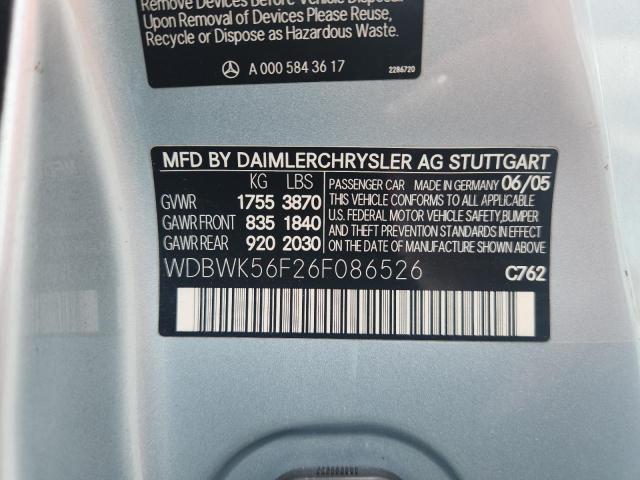 Remove Devices Before Vehicle Disposal
Upon Removal of Devices Please Reuse,
Recycle or Dispose as Hazardous Waste.
A 000 584 36 17
2286720
MFD BY DAIMLERCHRYSLER AG STUTTGART
KG LBS
GVWR 1755 3870
GAWR FRONT 835 1840
GAWR REAR 920 2030
PASSENGER CAR MADE IN GERMANY 06/05
THIS VEHICLE CONFORMS TO ALL APPLICABLE
U.S. FEDERAL MOTOR VEHICLE SAFETY,BUMPER
AND THEFT PREVENTION STANDARDS IN EFFECT
ON THE DATE OF MANUFACTURE SHOWN ABOVE.
WDBWK56F26F086526
C762